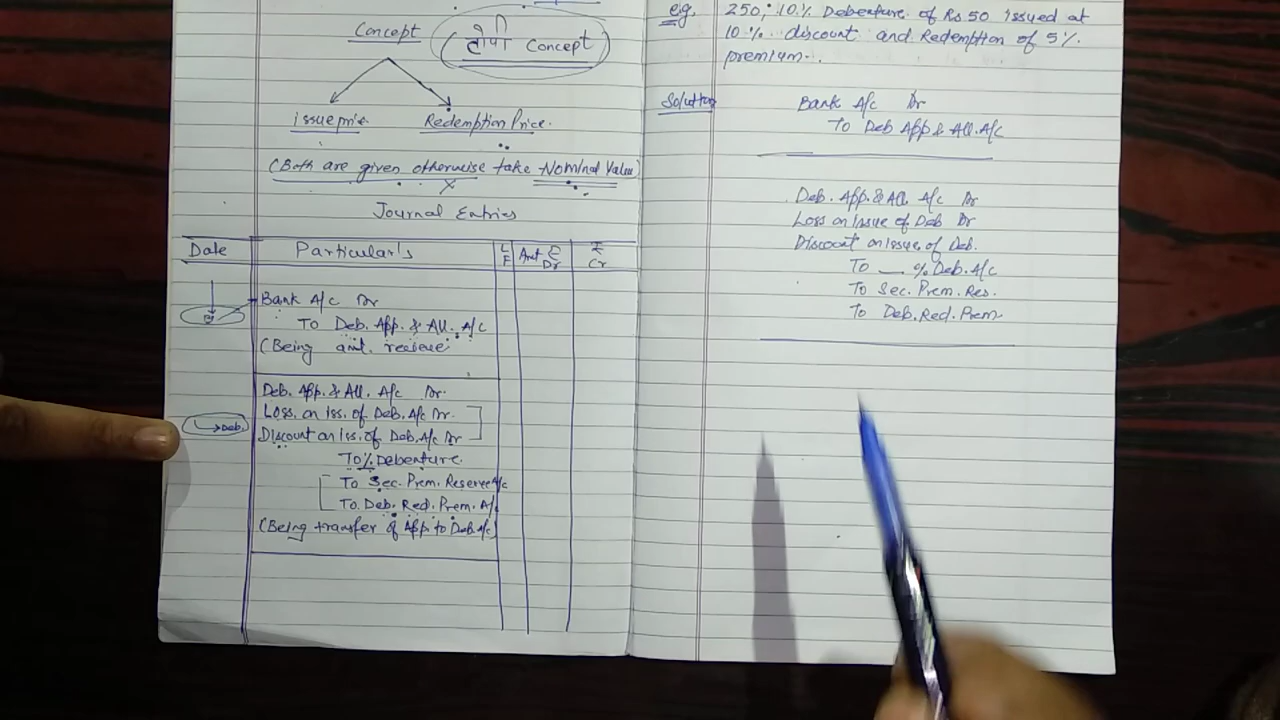 Concept
(टोपी Concept)
issue price
Redemption Price.
(Both are given otherwise take Nominal Value)
Journal Entries
Date Particular's L F Amt ₹ Dr ₹ Cr
Bank A/c Dr
To Deb. App. & All. A/c
(Being amt. receive
Deb. App. & All. A/c Dr.
Loss on Iss. of Deb. A/c Dr.
↳ Deb.
Discount on Iss. of Deb. A/c Dr
To % Debenture.
To Sec. Prem. Reserve A/c
To Deb. Red. Prem. A/
(Being transfer of App. to Deb. A/c)
e.g. 250, 10% Debenture of Rs 50 issued at
10% discount and Redemption of 5%
premium.
Solution
Bank A/c Dr
To Deb App & All. A/c
Deb. App. & All A/c Dr
Loss on Issue of Deb Dr
Discount on Issue of Deb.
To __ % Deb. A/c
To Sec. Prem. Res.
To Deb. Red. Prem.